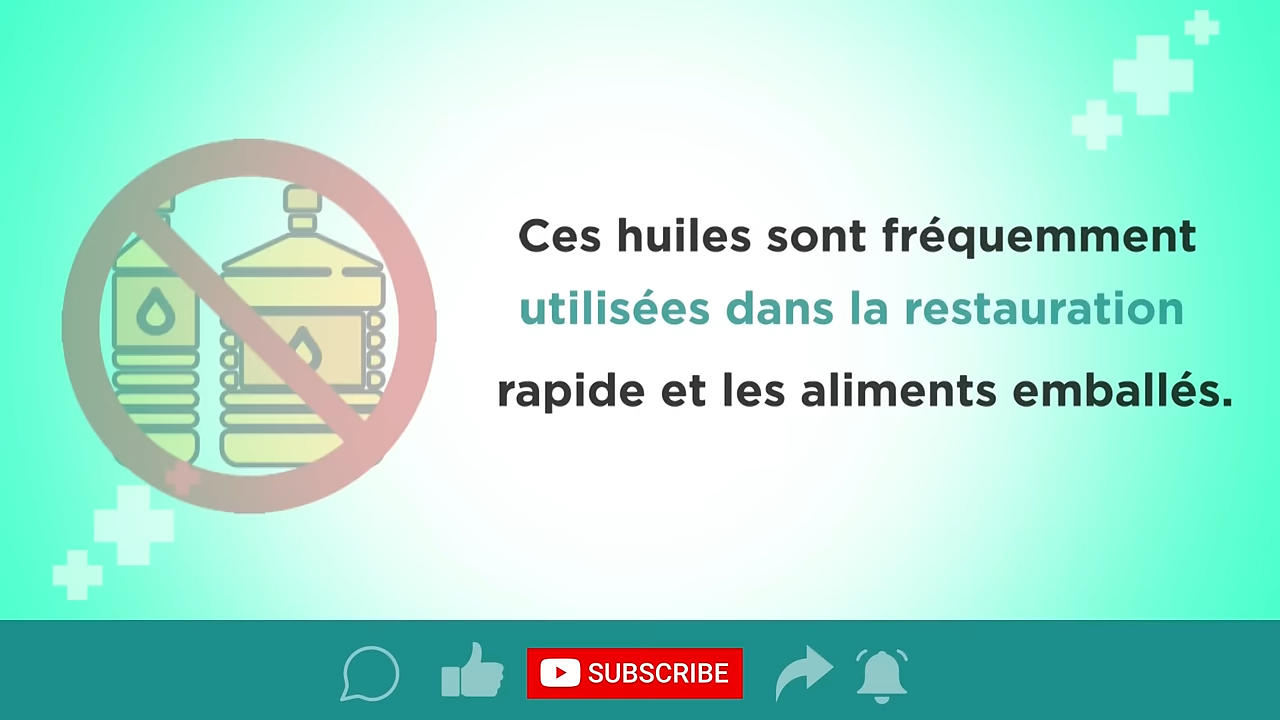 Ces huiles sont fréquemment
utilisées dans la restauration
rapide et les aliments emballés.
SUBSCRIBE